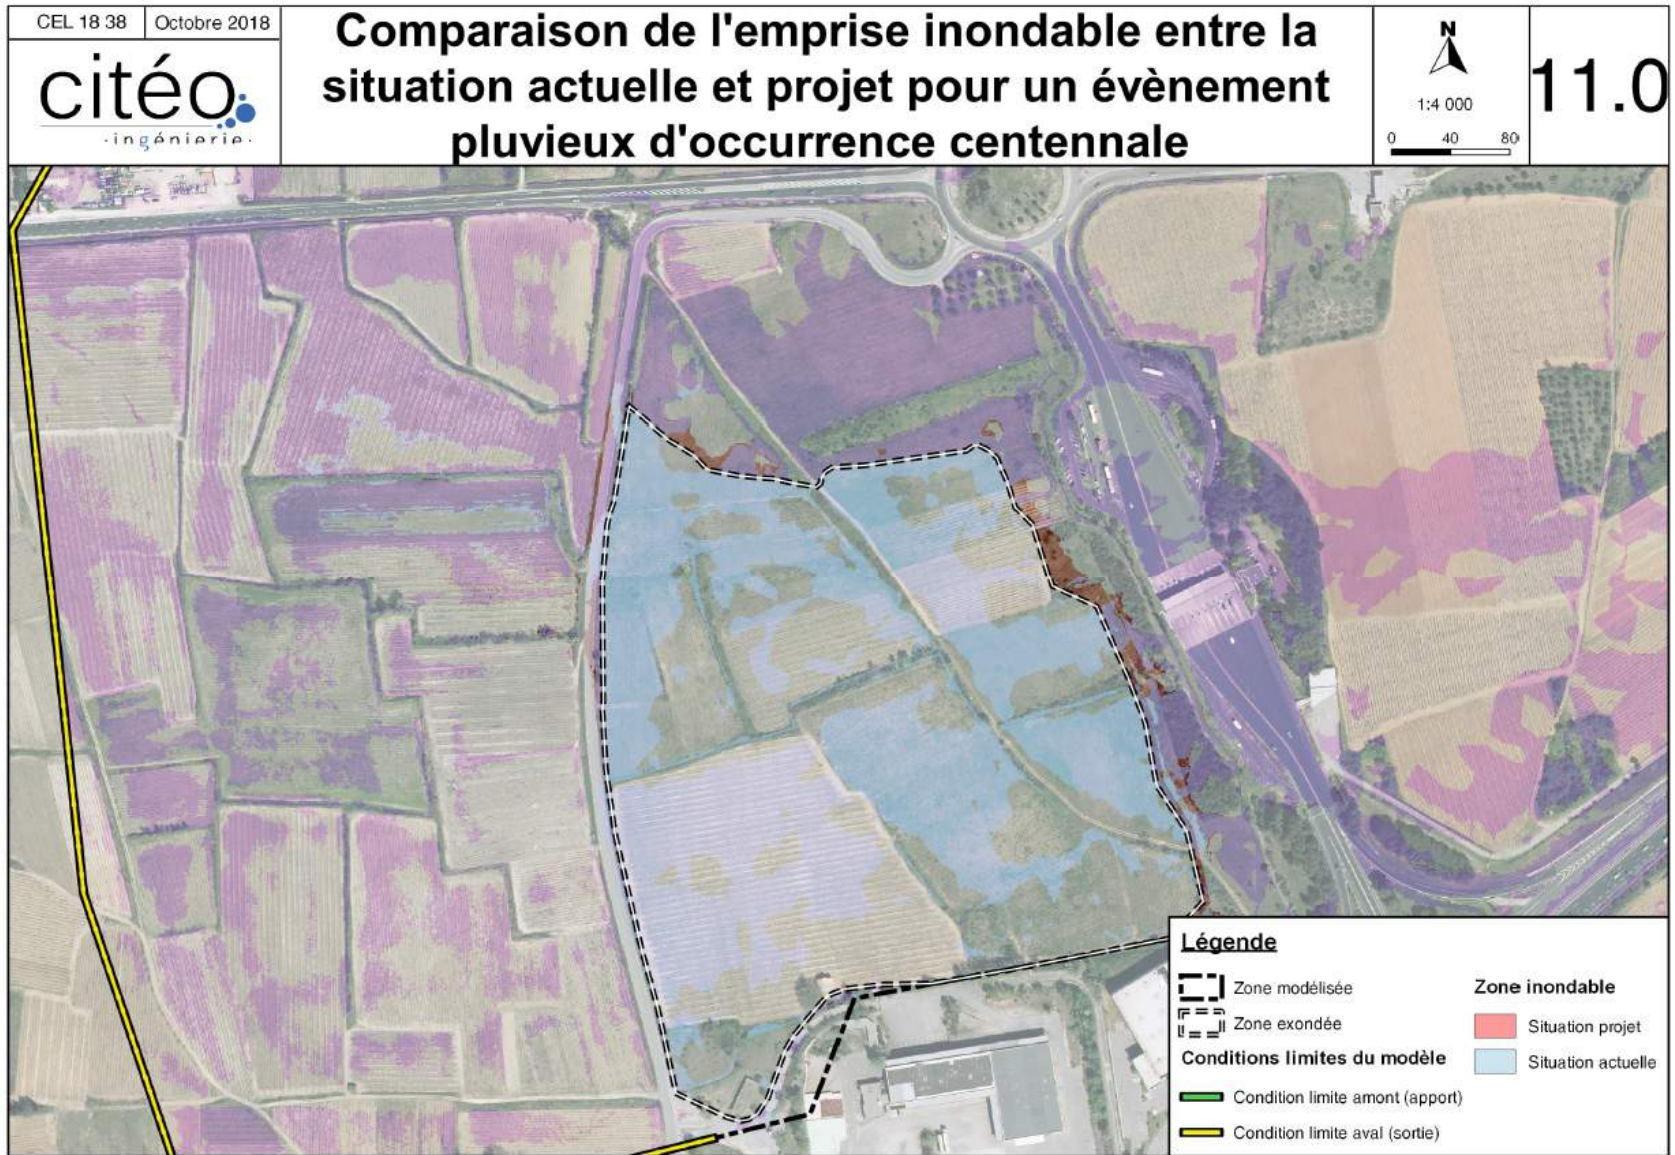 CEL 18 38
Octobre 2018
citéo
·ingénierie·
Comparaison de l'emprise inondable entre la
situation actuelle et projet pour un évènement
pluvieux d'occurrence centennale
N
1:4 000
0 40 80
11.0
Légende
Zone modélisée
Zone exondée
Conditions limites du modèle
Condition limite amont (apport)
Condition limite aval (sortie)
Zone inondable
Situation projet
Situation actuelle